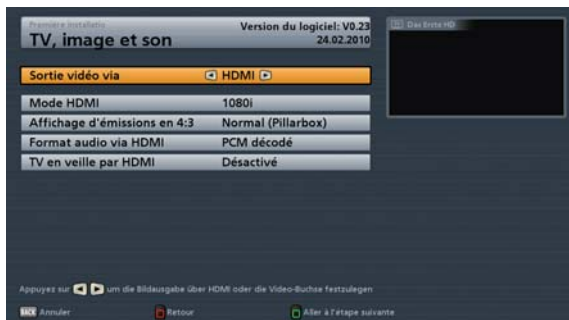 Première installatio
Version du logiciel: V0.23
TV, image et son
24.02.2010
Das Erste HD
Sortie vidéo via HDMI
Mode HDMI 1080i
Affichage d'émissions en 4:3 Normal (Pillarbox)
Format audio via HDMI PCM décodé
TV en veille par HDMI Désactivé
Appuyez sur um die Bildausgabe über HDMI oder die Video-Buchse festzulegen
BACK Annuler Retour Aller à l'étape suivante